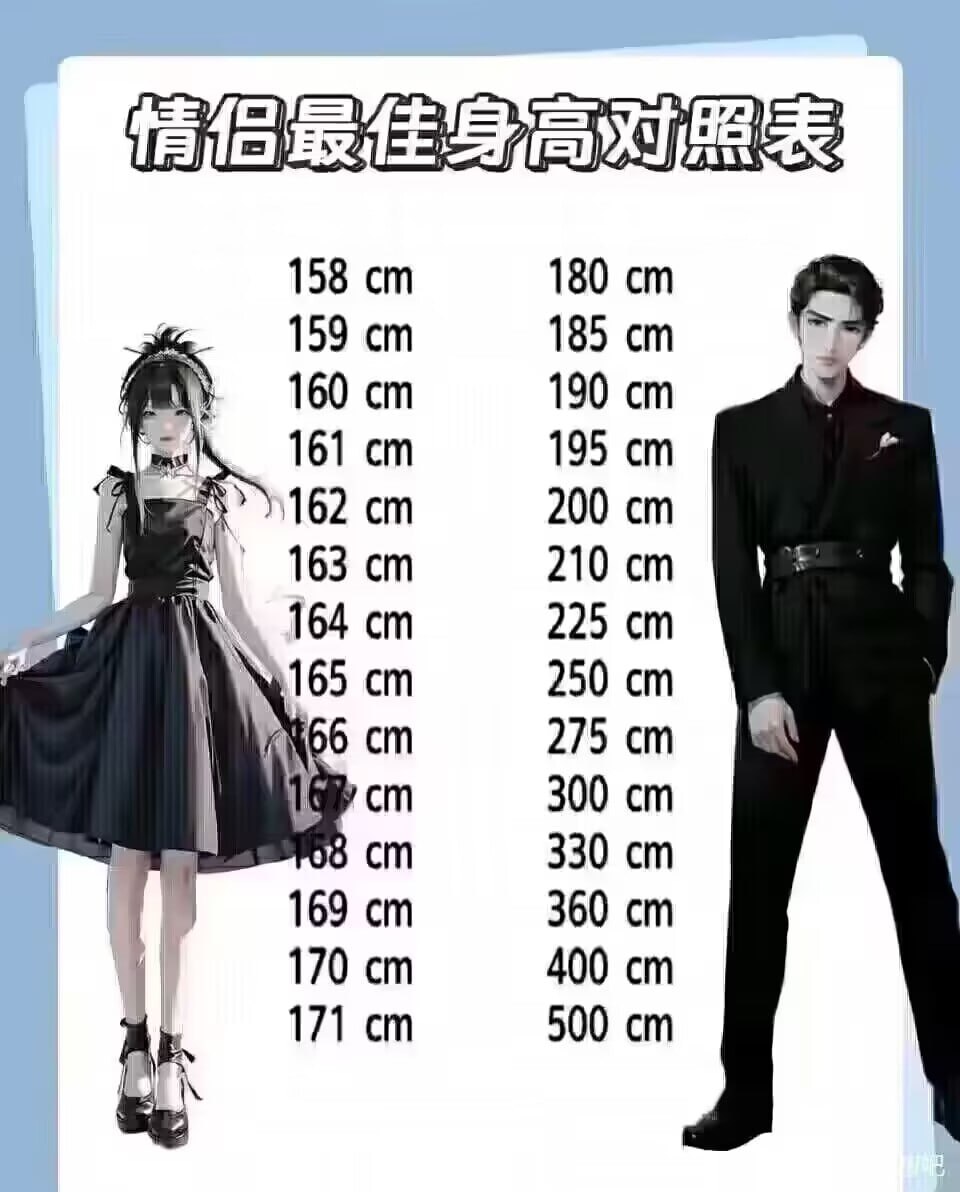 情侣最佳身高对照表
158 cm 180 cm
159 cm 185 cm
160 cm 190 cm
161 cm 195 cm
162 cm 200 cm
163 cm 210 cm
164 cm 225 cm
165 cm 250 cm
166 cm 275 cm
167 cm 300 cm
168 cm 330 cm
169 cm 360 cm
170 cm 400 cm
171 cm 500 cm
吧